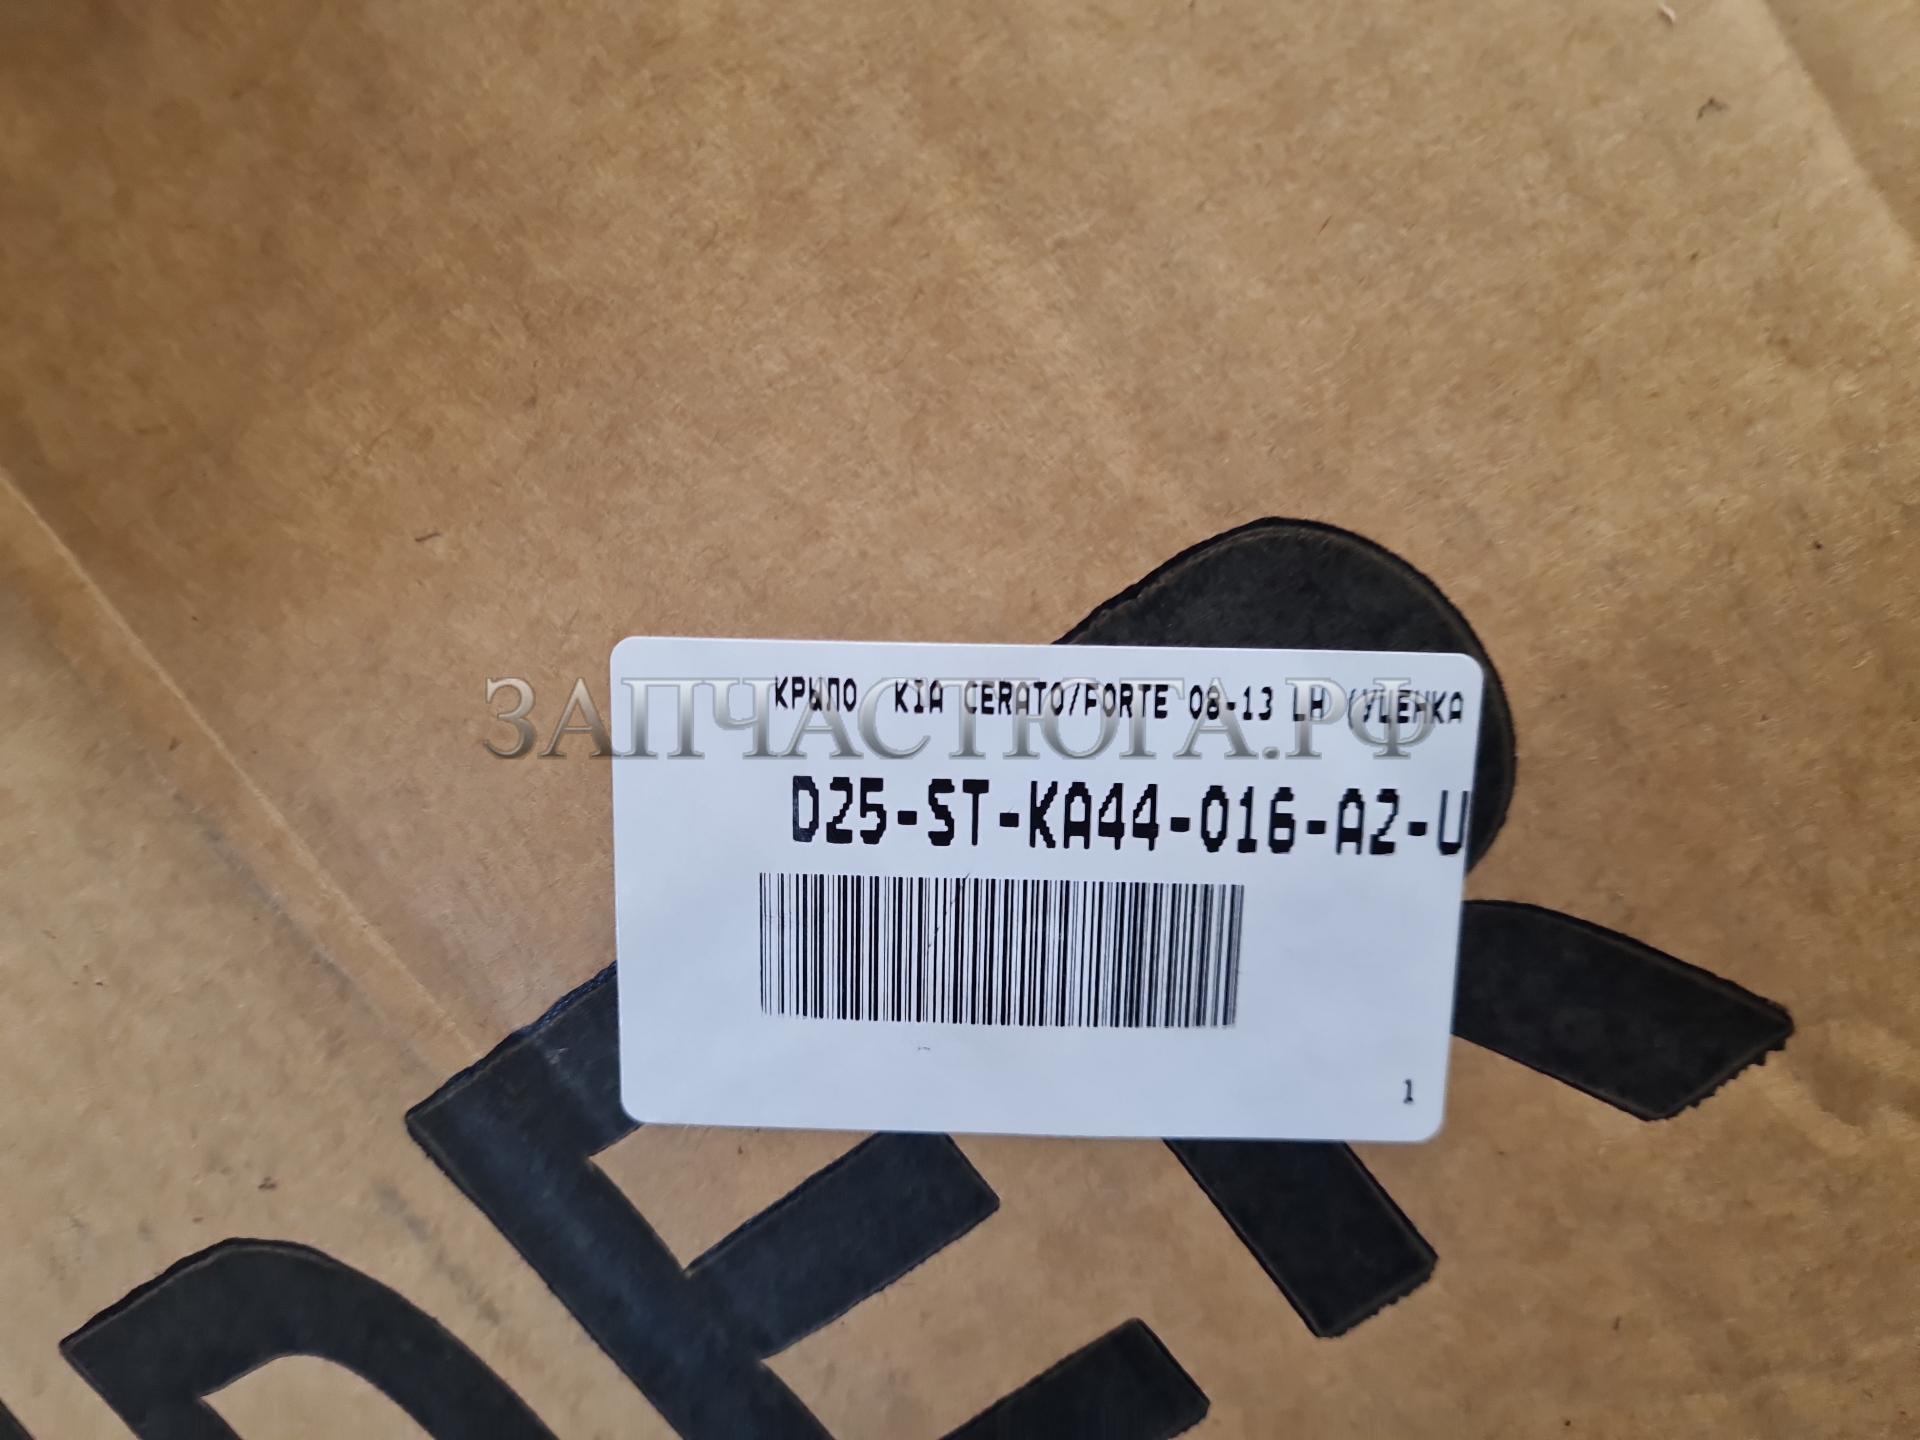 КРЫЛО KIA CERATO/FORTE 08-13 LH (УЦЕНКА
ЗАПЧАСТЮГА.РФ
D25-ST-KA44-016-A2-U
1